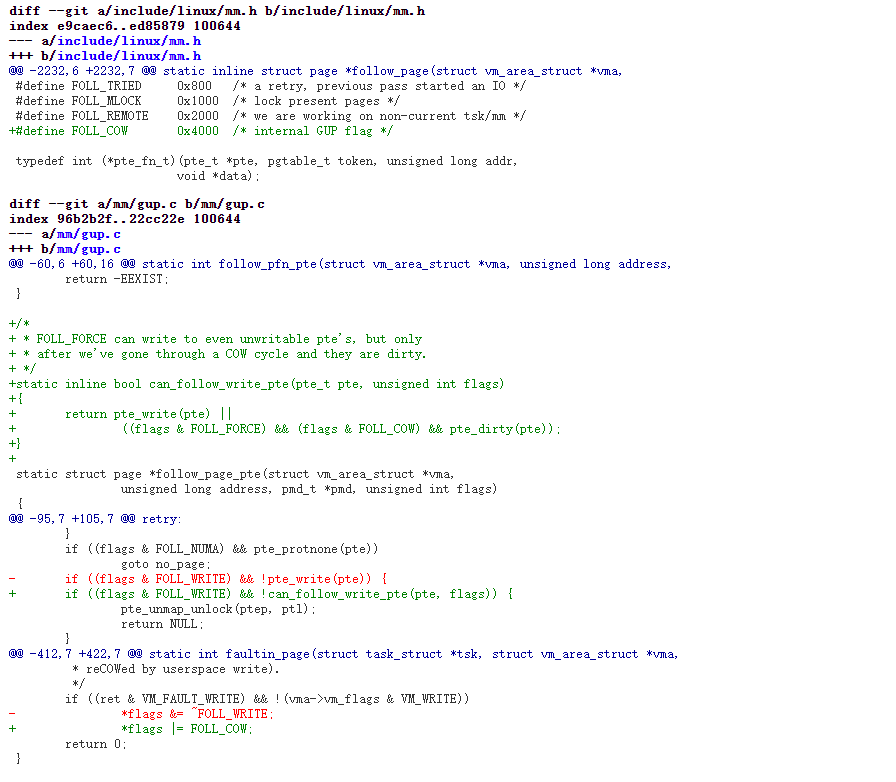 diff --git a/include/linux/mm.h b/include/linux/mm.h
index e9caec6..ed85879 100644
--- a/include/linux/mm.h
+++ b/include/linux/mm.h
@@ -2232,6 +2232,7 @@ static inline struct page *follow_page(struct vm_area_struct *vma,
 #define FOLL_TRIED     0x800   /* a retry, previous pass started an IO */
 #define FOLL_MLOCK     0x1000  /* lock present pages */
 #define FOLL_REMOTE    0x2000  /* we are working on non-current tsk/mm */
+#define FOLL_COW       0x4000  /* internal GUP flag */
 typedef int (*pte_fn_t)(pte_t *pte, pgtable_t token, unsigned long addr,
                        void *data);
diff --git a/mm/gup.c b/mm/gup.c
index 96b2b2f..22cc22e 100644
--- a/mm/gup.c
+++ b/mm/gup.c
@@ -60,6 +60,16 @@ static int follow_pfn_pte(struct vm_area_struct *vma, unsigned long address,
        return -EEXIST;
 }
+/*
+ * FOLL_FORCE can write to even unwritable pte's, but only
+ * after we've gone through a COW cycle and they are dirty.
+ */
+static inline bool can_follow_write_pte(pte_t pte, unsigned int flags)
+{
+       return pte_write(pte) ||
+               ((flags & FOLL_FORCE) && (flags & FOLL_COW) && pte_dirty(pte));
+}
+
 static struct page *follow_page_pte(struct vm_area_struct *vma,
                unsigned long address, pmd_t *pmd, unsigned int flags)
 {
@@ -95,7 +105,7 @@ retry:
        }
        if ((flags & FOLL_NUMA) && pte_protnone(pte))
                goto no_page;
-       if ((flags & FOLL_WRITE) && !pte_write(pte)) {
+       if ((flags & FOLL_WRITE) && !can_follow_write_pte(pte, flags)) {
                pte_unmap_unlock(ptep, ptl);
                return NULL;
        }
@@ -412,7 +422,7 @@ static int faultin_page(struct task_struct *tsk, struct vm_area_struct *vma,
         * reCOWed by userspace write).
         */
        if ((ret & VM_FAULT_WRITE) && !(vma->vm_flags & VM_WRITE))
-               *flags &= ~FOLL_WRITE;
+               *flags |= FOLL_COW;
        return 0;
 }